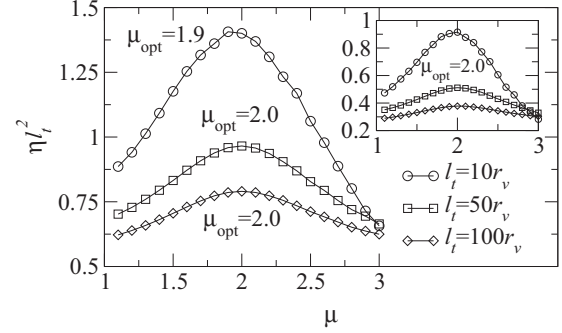 1.5
1.25
1
0.75
0.5
ηl_t^2
μ_opt=1.9
μ_opt=2.0
μ_opt=2.0
1
1.5
2
2.5
3
μ
1
0.8
0.6
0.4
0.2
μ_opt=2.0
1
2
3
l_t=10r_v
l_t=50r_v
l_t=100r_v